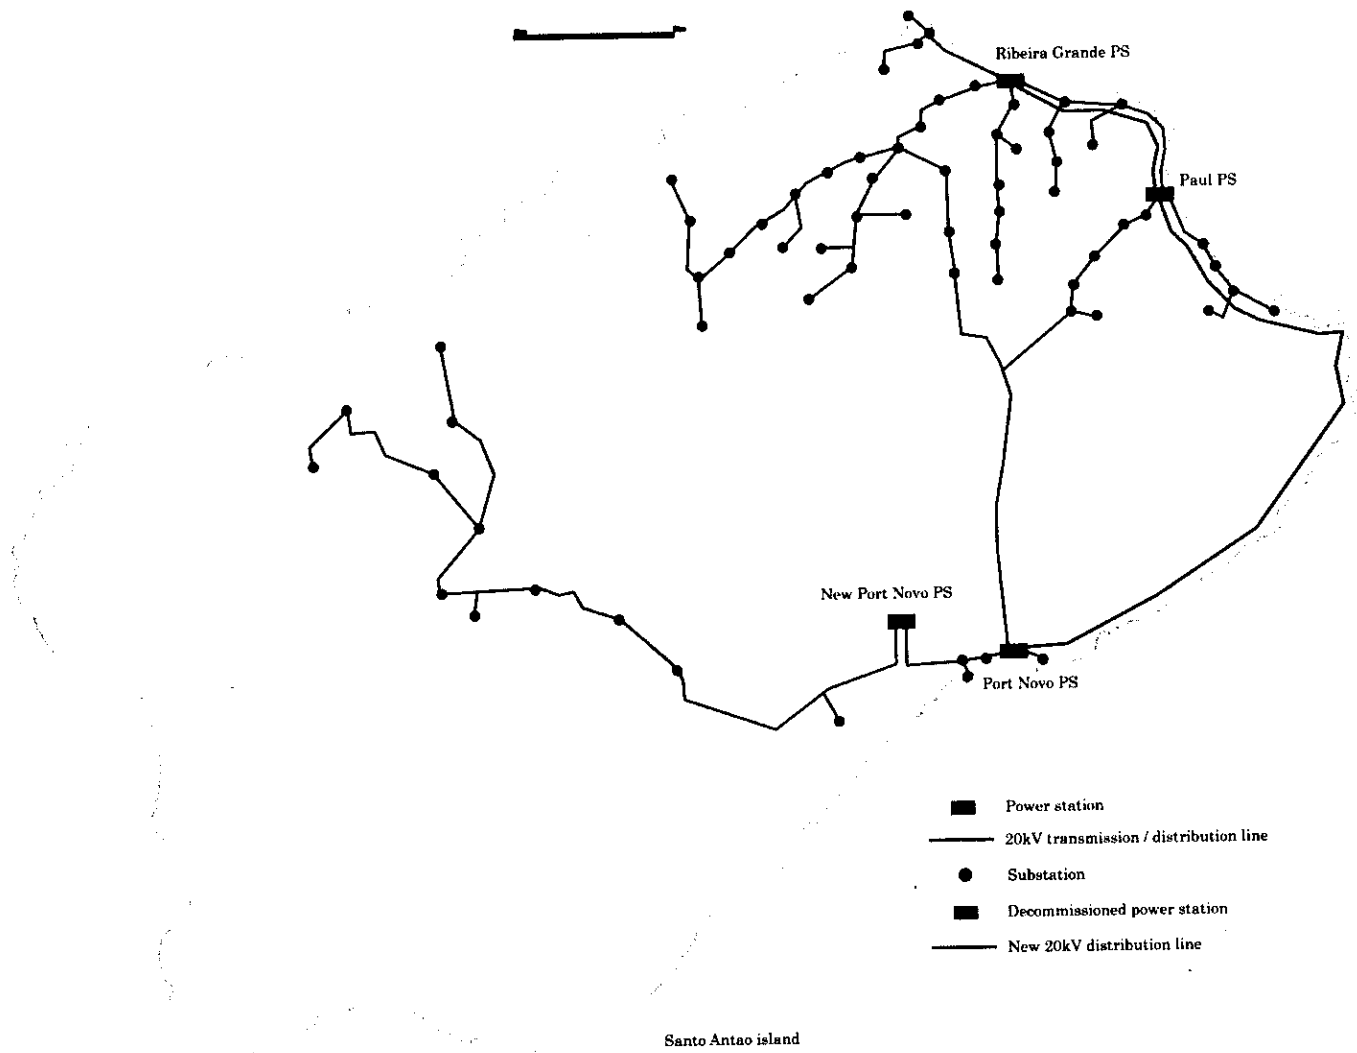 Ribeira Grande PS
Paul PS
New Port Novo PS
Port Novo PS
Power station
20kV transmission / distribution line
Substation
Decommissioned power station
New 20kV distribution line
Santo Antao island